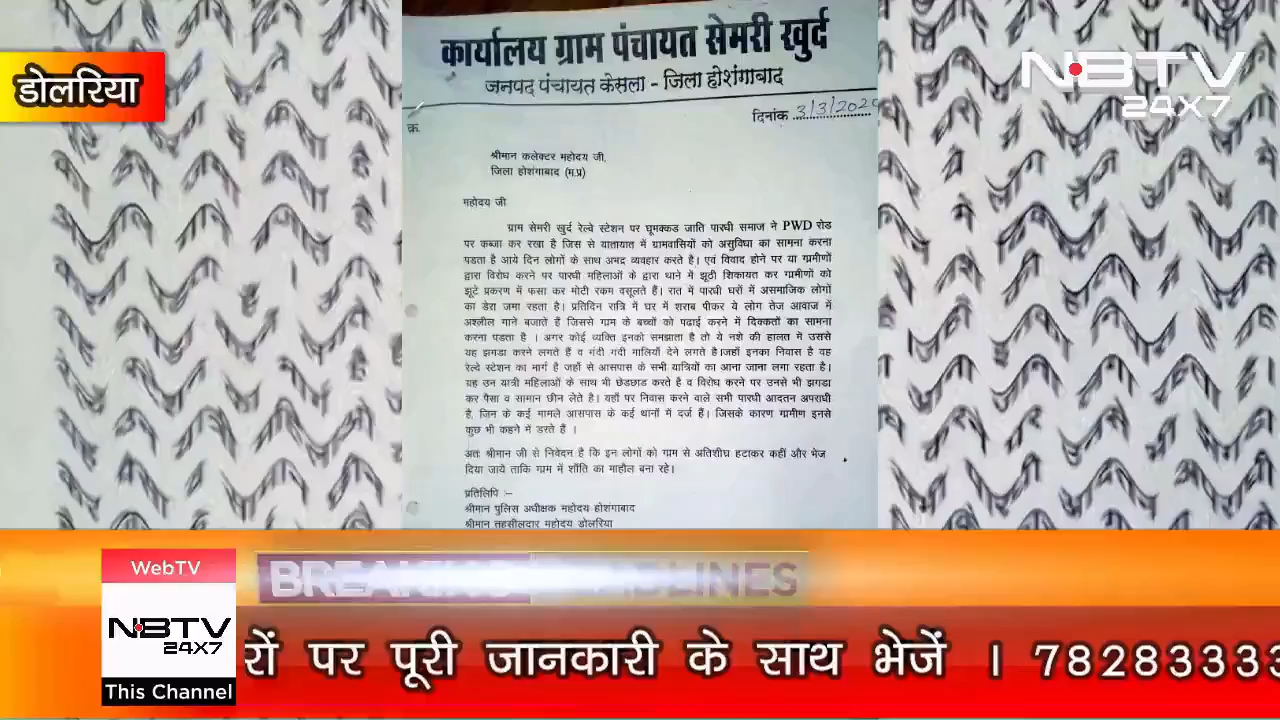 कार्यालय ग्राम पंचायत सेमरी खुर्द
जनपद पंचायत केसला - जिला होशंगाबाद
डोलरिया
NBTV
24X7
दिनांक 3/3/2020
क्र.
श्रीमान कलेक्टर महोदय जी,
जिला होशंगाबाद (म.प्र)
महोदय जी
ग्राम सेमरी खुर्द रेल्वे स्टेशन पर घूमक्कड जाति पारधी समाज ने PWD रोड
पर कब्जा कर रखा है जिस से यातायात में ग्रामवासियों को असुविधा का सामना करना
पडता है आये दिन लोगों के साथ अभद्र व्यवहार करते है। एवं विवाद होने पर या ग्रमीणों
द्वारा विरोध करने पर पारधी महिलाओं के द्वारा थाने में झूठी शिकायत कर ग्रमीणों को
झूटे प्रकरण में फसा कर मोटी रकम वसूलते हैं। रात में पारधी घरों में असमाजिक लोगों
का डेरा जमा रहता है। प्रतिदिन रात्रि में घर में शराब पीकर ये लोग तेज आवाज में
अश्लील गाने बजाते हैं जिससे गाम के बच्चों को पढाई करने में दिक्कतों का सामना
करना पडता है । अगर कोई व्यक्ति इनको समझाता है तो ये नशे की हालत में उससे
यह झगडा करने लगते हैं व गंदी गंदी गालियाँ देने लगते है।जहाँ इनका निवास है वह
रेल्वे स्टेशन का मार्ग है जहाँ से आसपास के सभी यात्रियों का आना जाना लगा रहता है।
यह उन यात्री महिलाओं के साथ भी छेडछाड करते है व विरोध करने पर उनसे भी झगडा
कर पैसा व सामान छीन लेते है। यहाँ पर निवास करने वाले सभी पारधी आदतन अपराधी
है, जिन के कई मामले आसपास के कई थानों में दर्ज हैं। जिसके कारण ग्रामीण इनसे
कुछ भी कहने में डरते हैं ।
अतः श्रीमान जी से निवेदन है कि इन लोगों को ग्राम से अतिशीघ्र हटाकर कहीं और भेज
दिया जाये ताकि ग्राम में शाँति का माहौल बना रहे।
प्रतिलिपि :–
श्रीमान पुलिस अधीक्षक महोदय होशंगाबाद
श्रीमान तहसीलदार महोदय डोलरिया
WebTV
NBTV
24X7
This Channel
रों पर पूरी जानकारी के साथ भेजें । 78283333